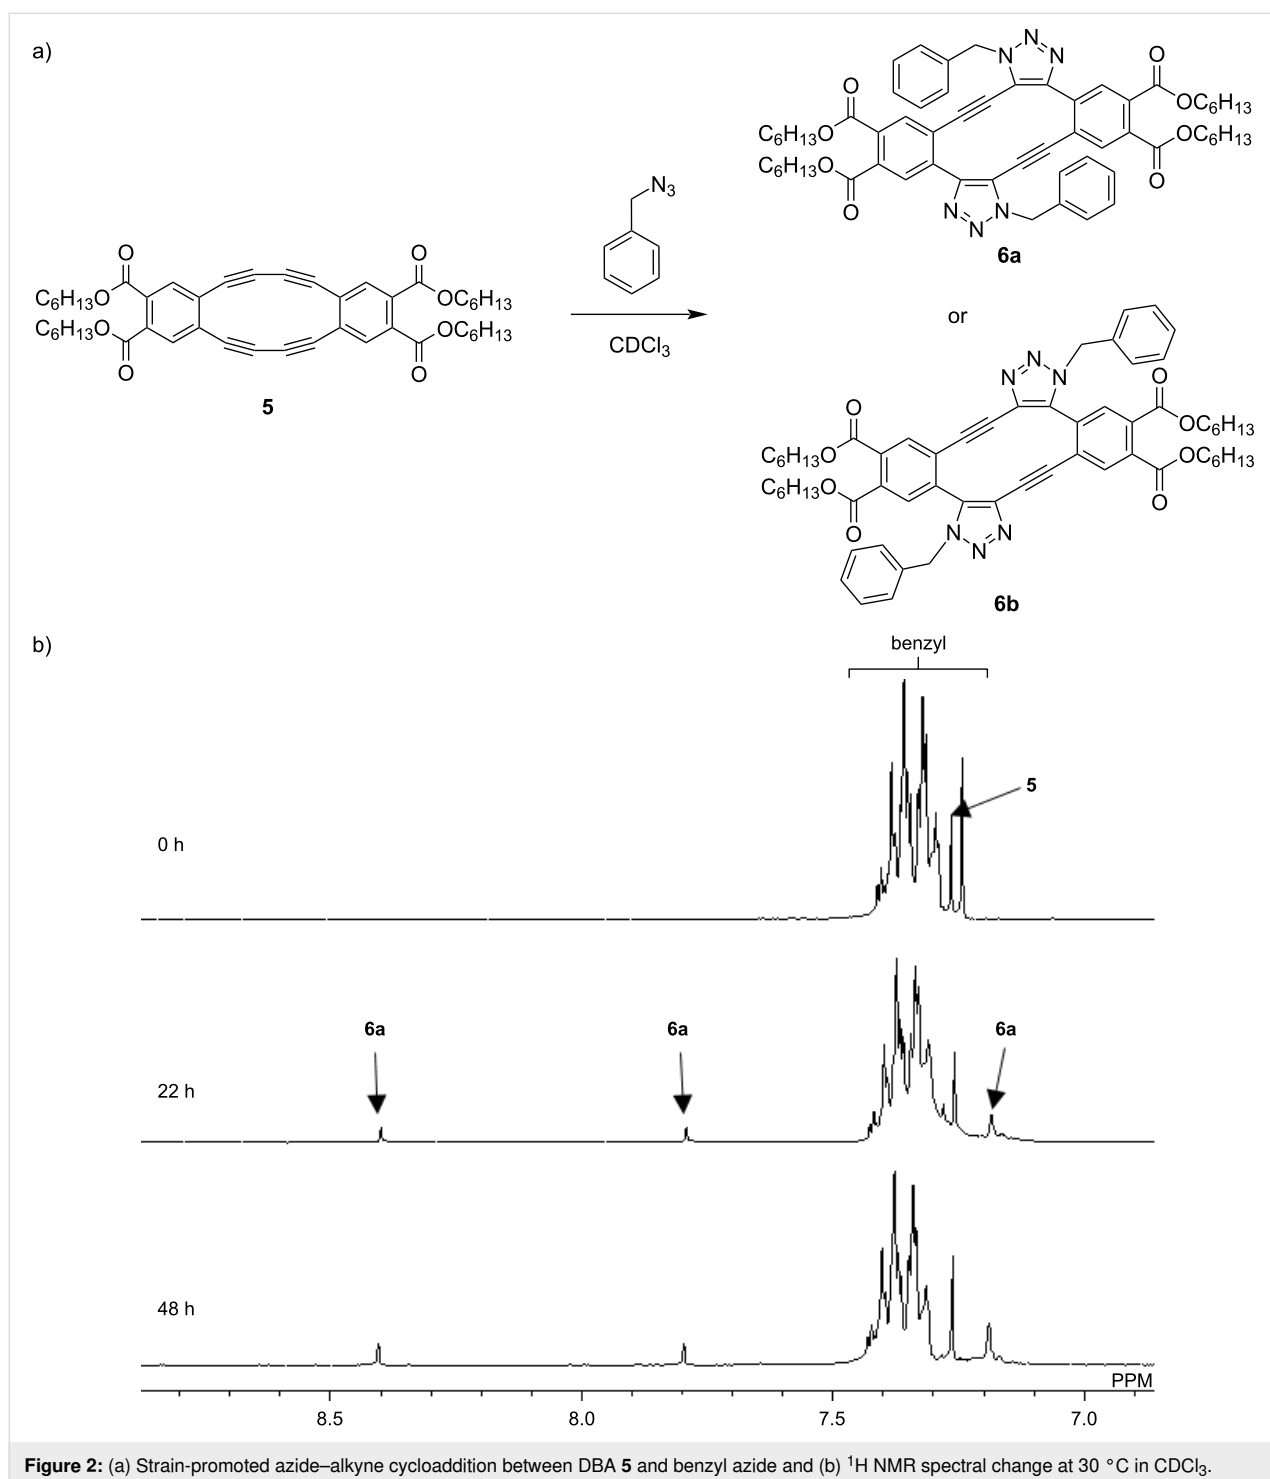 a)
N₃
CDCl₃
O
C₆H₁₃O
C₆H₁₃O
O
O
OC₆H₁₃
OC₆H₁₃
O
5
N
N
N
O
C₆H₁₃O
C₆H₁₃O
O
O
OC₆H₁₃
OC₆H₁₃
O
N
N
N
6a
or
N
N
N
O
C₆H₁₃O
C₆H₁₃O
O
O
OC₆H₁₃
OC₆H₁₃
O
N
N
N
6b
b)
benzyl
5
0 h
6a
6a
6a
22 h
48 h
PPM
8.5 8.0 7.5 7.0
Figure 2: (a) Strain-promoted azide–alkyne cycloaddition between DBA 5 and benzyl azide and (b) ¹H NMR spectral change at 30 °C in CDCl₃.